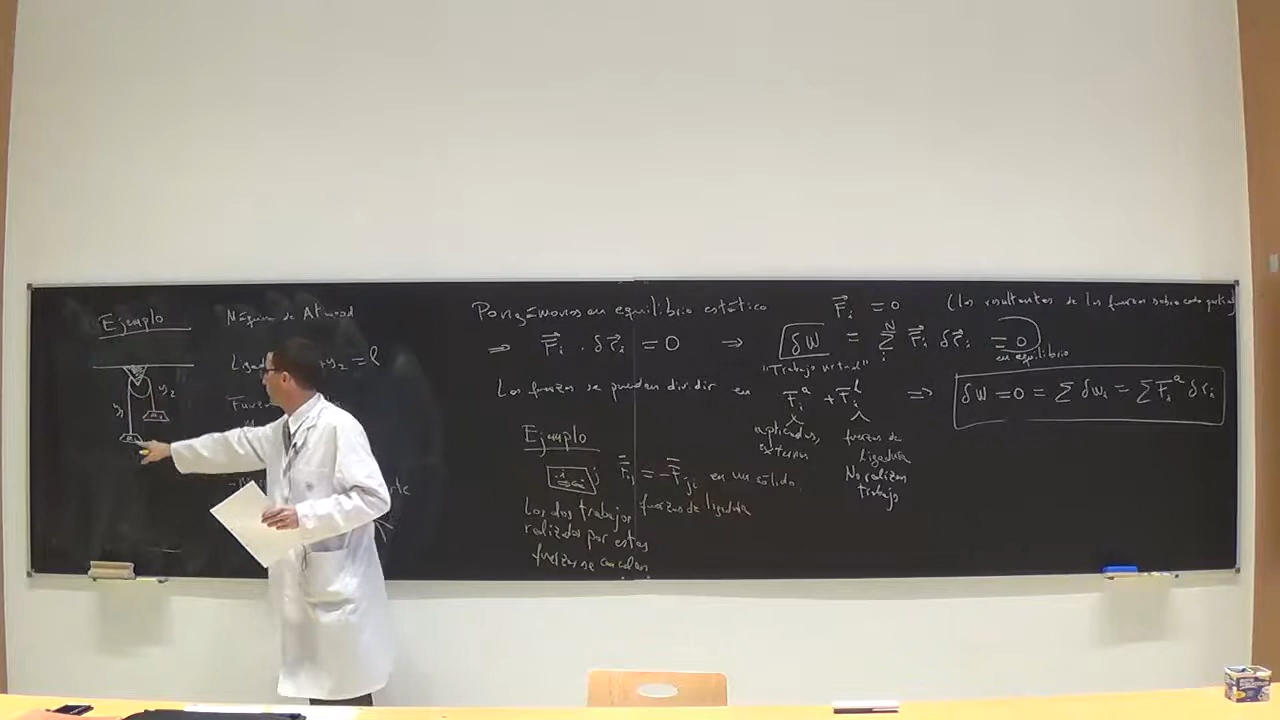 Ejemplo
Máquina de Atwood
y₁
y₂
+y₂ = l
Pongámonos en equilibrio estático
F⃗ᵢ = 0
(las resultantes de las fuerzas sobre cada
⇒ F⃗ᵢ · δr⃗ᵢ = 0 ⇒ δW = Σᵢᴺ F⃗ᵢ δr⃗ᵢ = 0
en equilibrio
"Trabajo virtual"
Las fuerzas se pueden dividir en F̄ᵢᵃ + F̄ᵢˡ ⇒ δW = 0 = Σ δwᵢ = Σ F̄ᵢᵃ δrᵢ
aplicadas,
externas
fuerzas de
ligadura
No realizan
trabajo
Ejemplo
F̄ᵢⱼ = -F̄ⱼᵢ en un sólido.
fuerzas de ligadura
Los dos trabajos
realizados por estas
fuerzas se cancelan